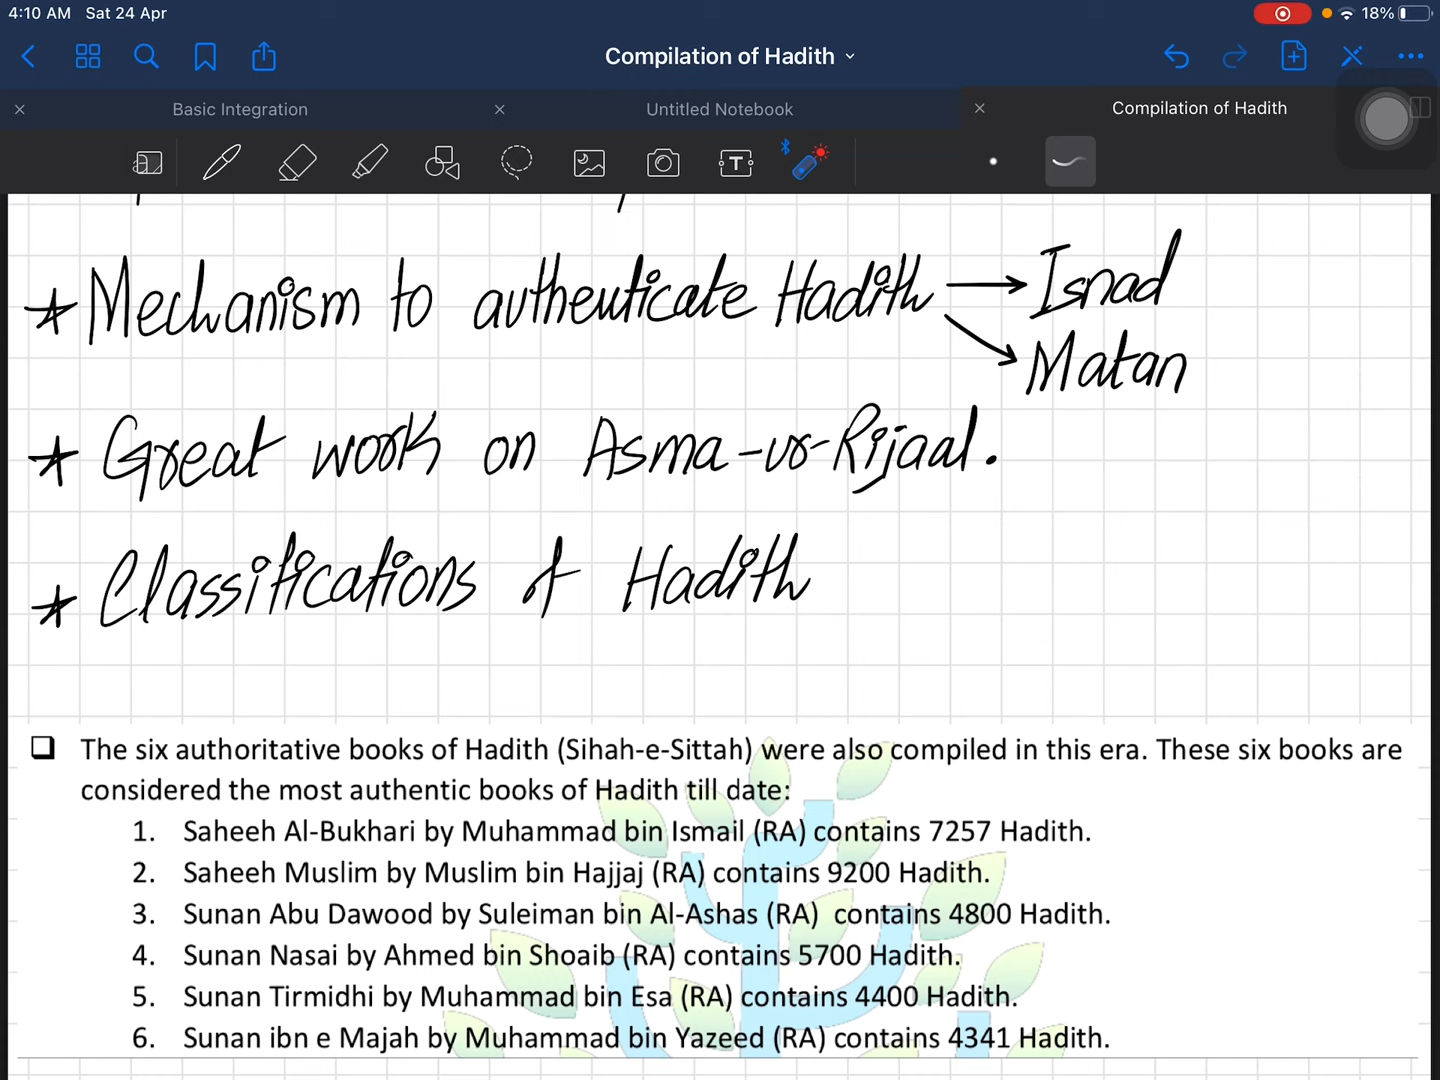 4:10 AM Sat 24 Apr 18%
Compilation of Hadith
Basic Integration Untitled Notebook Compilation of Hadith
* Mechanism to authenticate Hadith → Isnad
→ Matan
* Great work on Asma-ur-Rijaal.
* Classifications of Hadith
❑ The six authoritative books of Hadith (Sihah-e-Sittah) were also compiled in this era. These six books are
considered the most authentic books of Hadith till date:
1. Saheeh Al-Bukhari by Muhammad bin Ismail (RA) contains 7257 Hadith.
2. Saheeh Muslim by Muslim bin Hajjaj (RA) contains 9200 Hadith.
3. Sunan Abu Dawood by Suleiman bin Al-Ashas (RA) contains 4800 Hadith.
4. Sunan Nasai by Ahmed bin Shoaib (RA) contains 5700 Hadith.
5. Sunan Tirmidhi by Muhammad bin Esa (RA) contains 4400 Hadith.
6. Sunan ibn e Majah by Muhammad bin Yazeed (RA) contains 4341 Hadith.